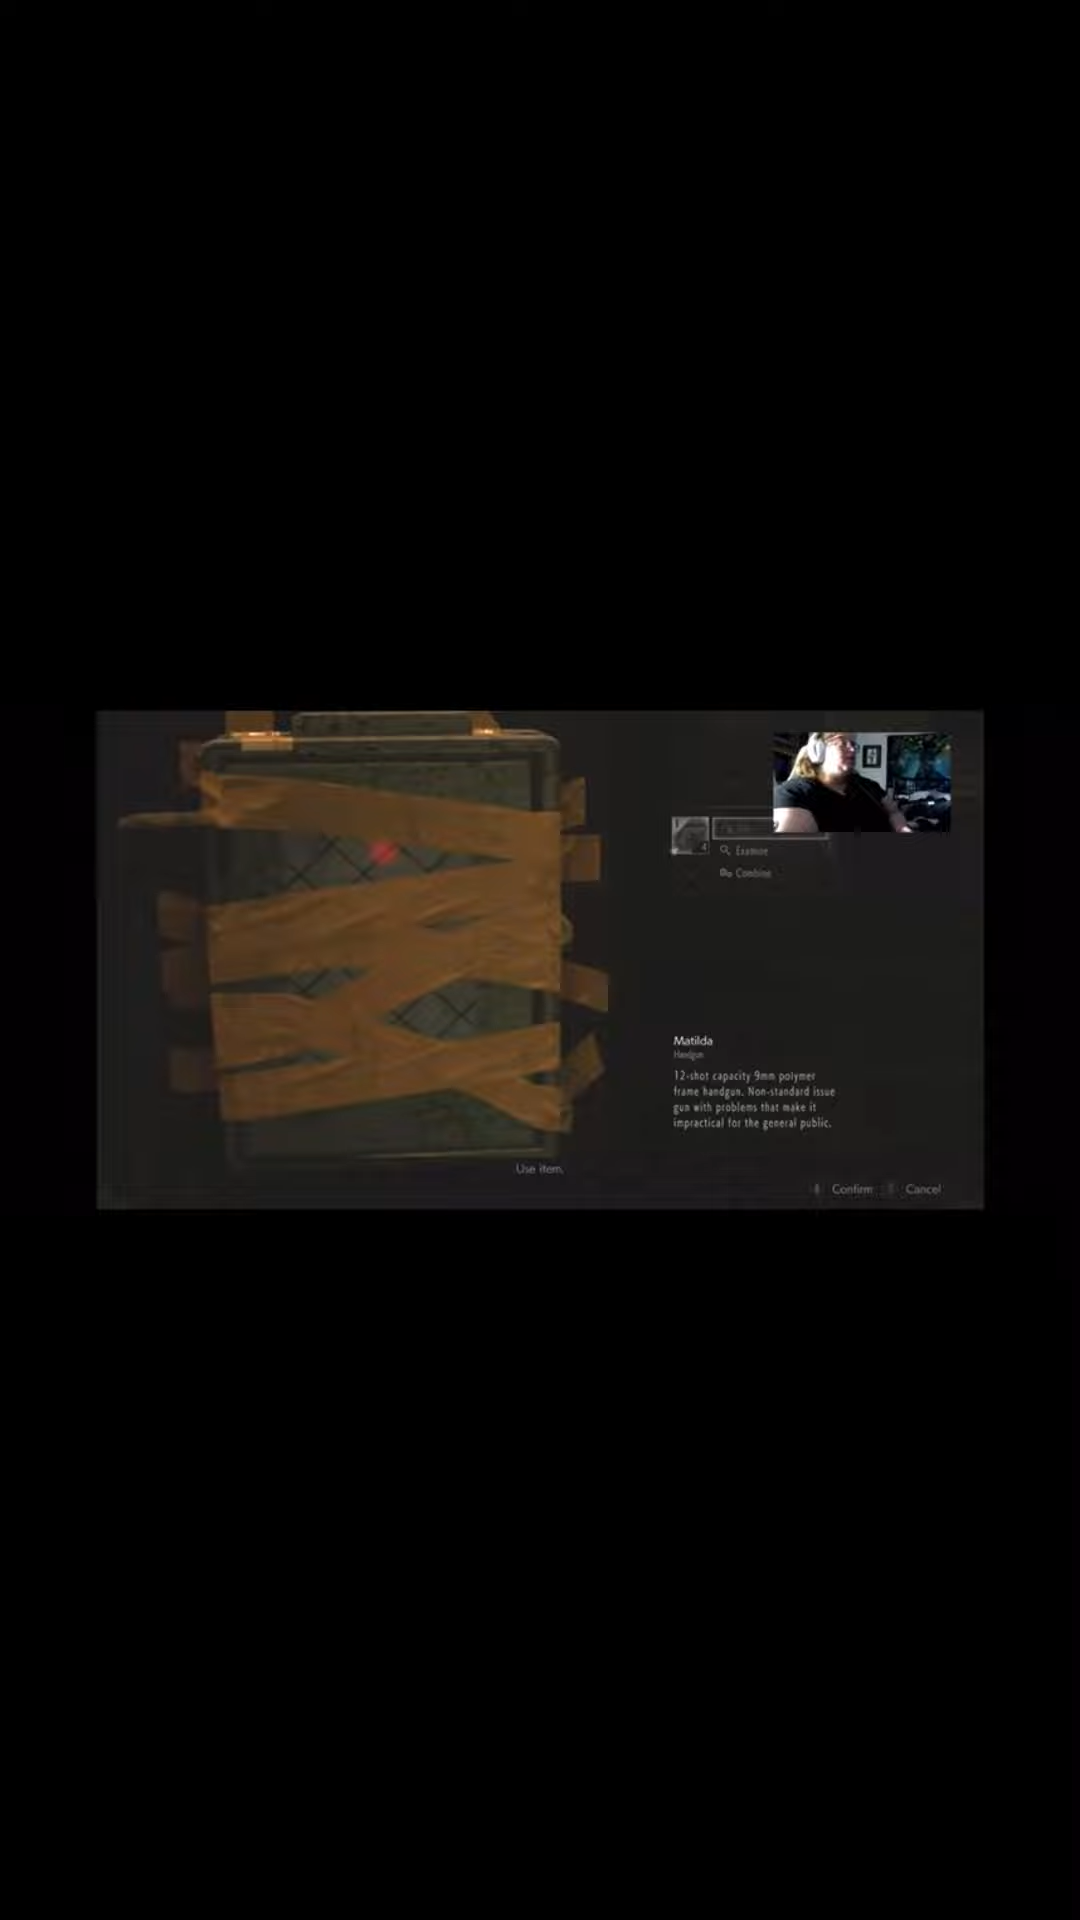 4
Examine
Combine
Matilda
Handgun
12-shot capacity 9mm polymer
frame handgun. Non-standard issue
gun with problems that make it
impractical for the general public.
Use item.
Confirm
Cancel